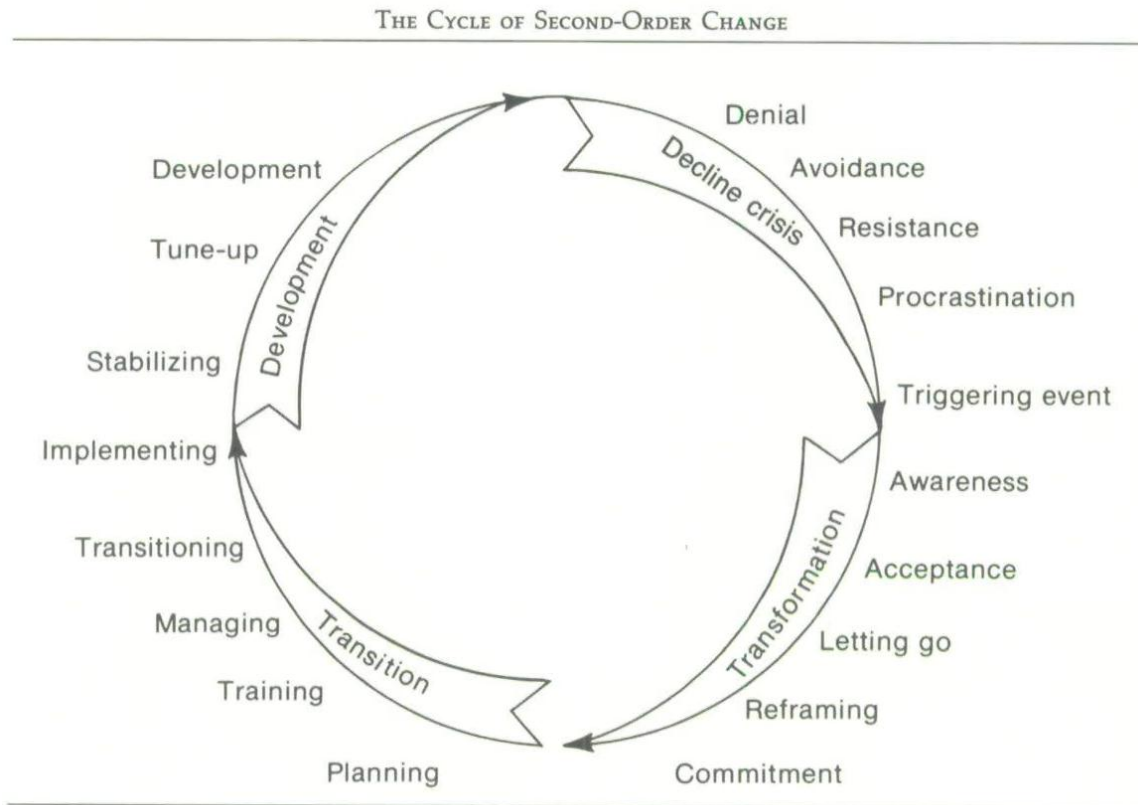 THE CYCLE OF SECOND-ORDER CHANGE
Denial
Avoidance
Resistance
Procrastination
Triggering event
Decline crisis
Awareness
Acceptance
Letting go
Reframing
Commitment
Transformation
Planning
Training
Managing
Transitioning
Implementing
Transition
Stabilizing
Tune-up
Development
Development